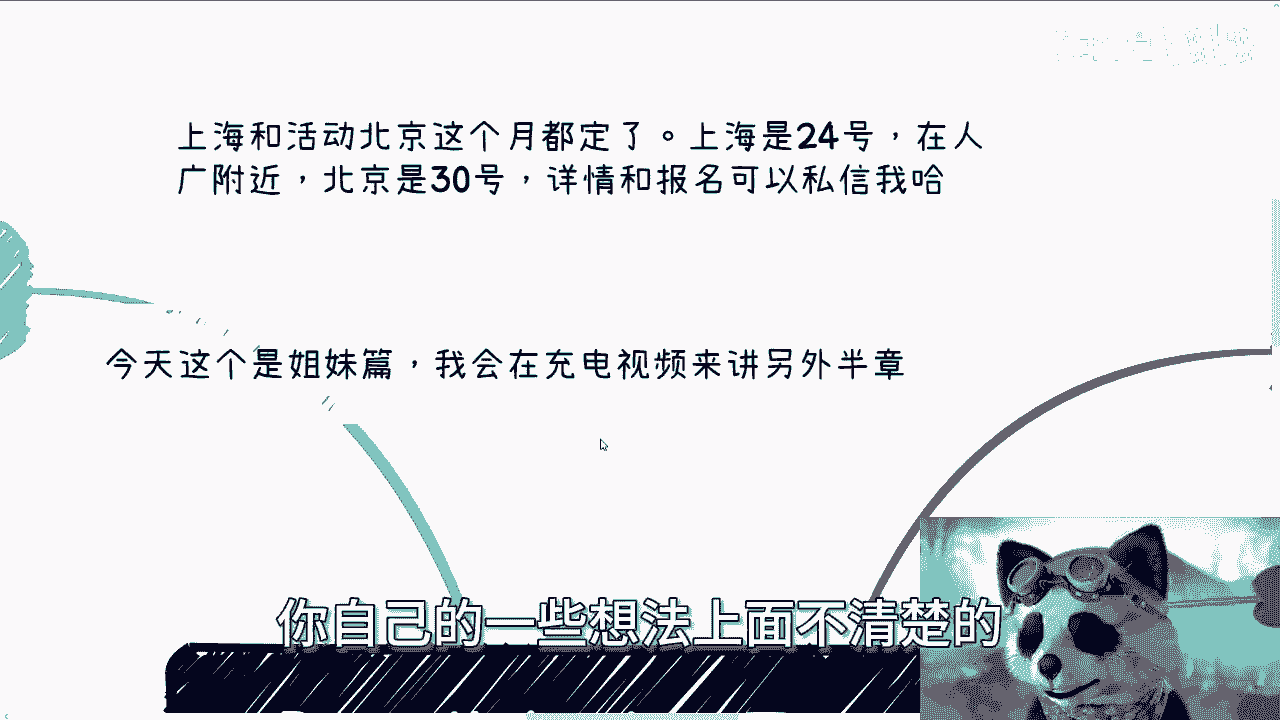 上海和活动北京这个月都定了。上海是24号，在人
广附近，北京是30号，详情和报名可以私信我哈
今天这个是姐妹篇，我会在充电视频来讲另外半章
你自己的一些想法上面不清楚的